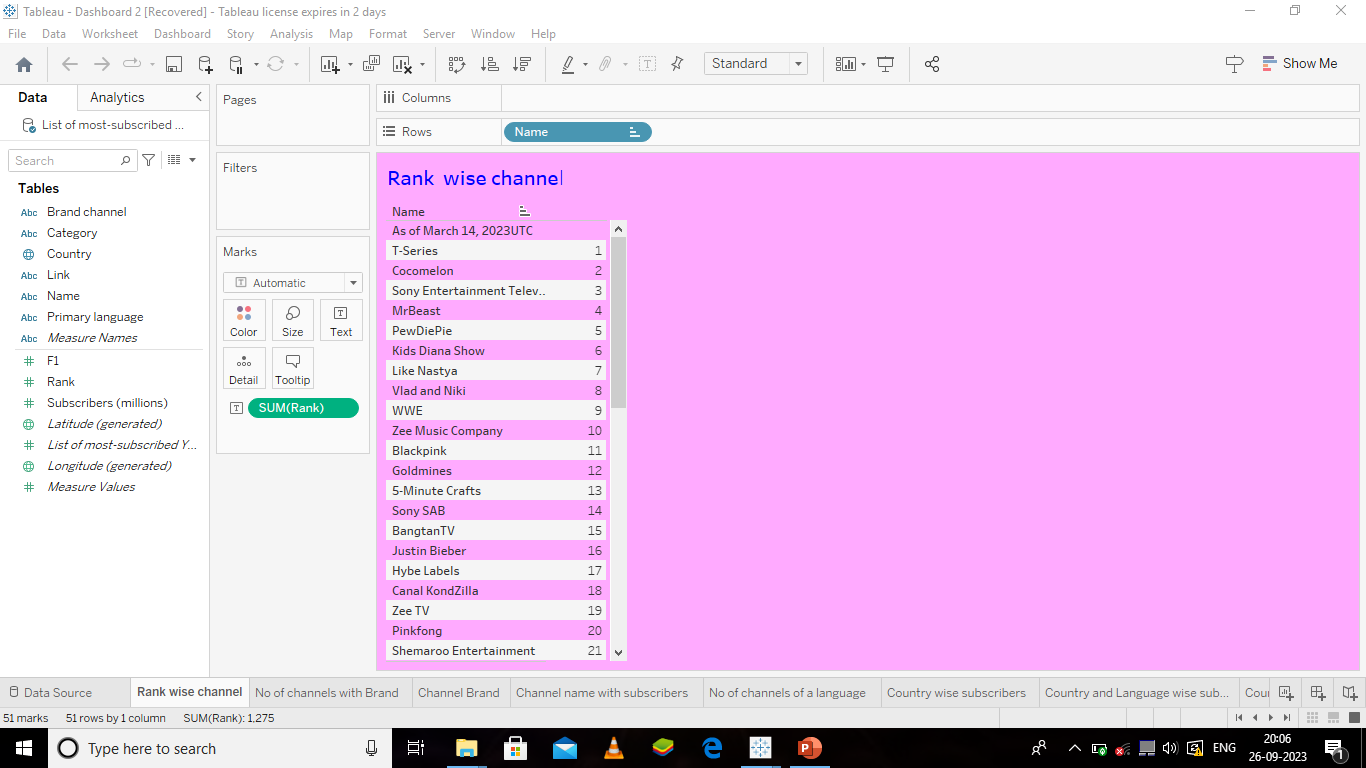 Tableau - Dashboard 2 [Recovered] - Tableau license expires in 2 days
File Data Worksheet Dashboard Story Analysis Map Format Server Window Help
Standard
Show Me
Data Analytics
List of most-subscribed ...
Search
Tables
Abc Brand channel
Abc Category
Country
Abc Link
Abc Name
Abc Primary language
Abc Measure Names
F1
Rank
Subscribers (millions)
Latitude (generated)
List of most-subscribed Y...
Longitude (generated)
Measure Values
Pages
Filters
Marks
T Automatic
Color Size Text
Detail Tooltip
T SUM(Rank)
Columns
Rows Name
Rank  wise channel
Name
As of March 14, 2023UTC
T-Series 1
Cocomelon 2
Sony Entertainment Telev.. 3
MrBeast 4
PewDiePie 5
Kids Diana Show 6
Like Nastya 7
Vlad and Niki 8
WWE 9
Zee Music Company 10
Blackpink 11
Goldmines 12
5-Minute Crafts 13
Sony SAB 14
BangtanTV 15
Justin Bieber 16
Hybe Labels 17
Canal KondZilla 18
Zee TV 19
Pinkfong 20
Shemaroo Entertainment 21
Data Source Rank wise channel No of channels with Brand Channel Brand Channel name with subscribers No of channels of a language Country wise subscribers Country and Language wise sub... Cour
51 marks 51 rows by 1 column SUM(Rank): 1,275
Type here to search
ENG
20:06
26-09-2023
1